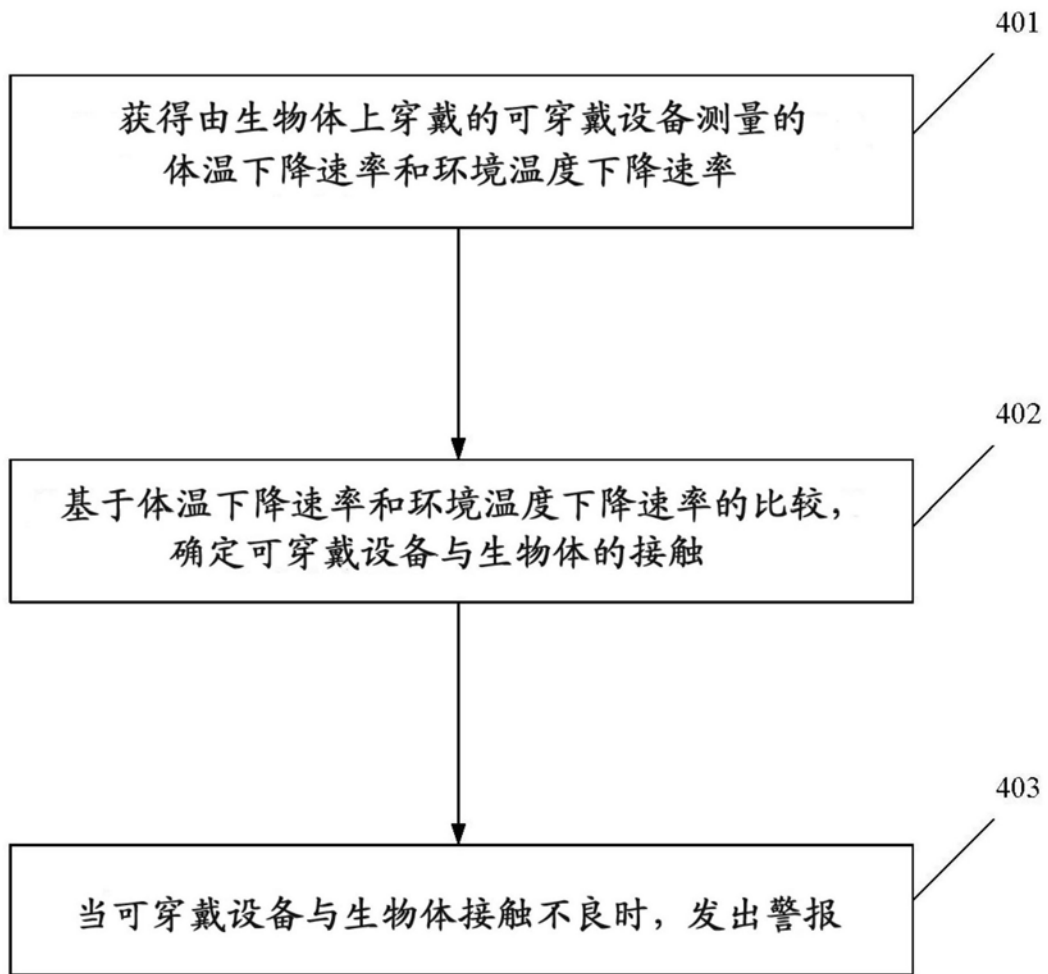 401
获得由生物体上穿戴的可穿戴设备测量的
体温下降速率和环境温度下降速率
402
基于体温下降速率和环境温度下降速率的比较，
确定可穿戴设备与生物体的接触
403
当可穿戴设备与生物体接触不良时，发出警报